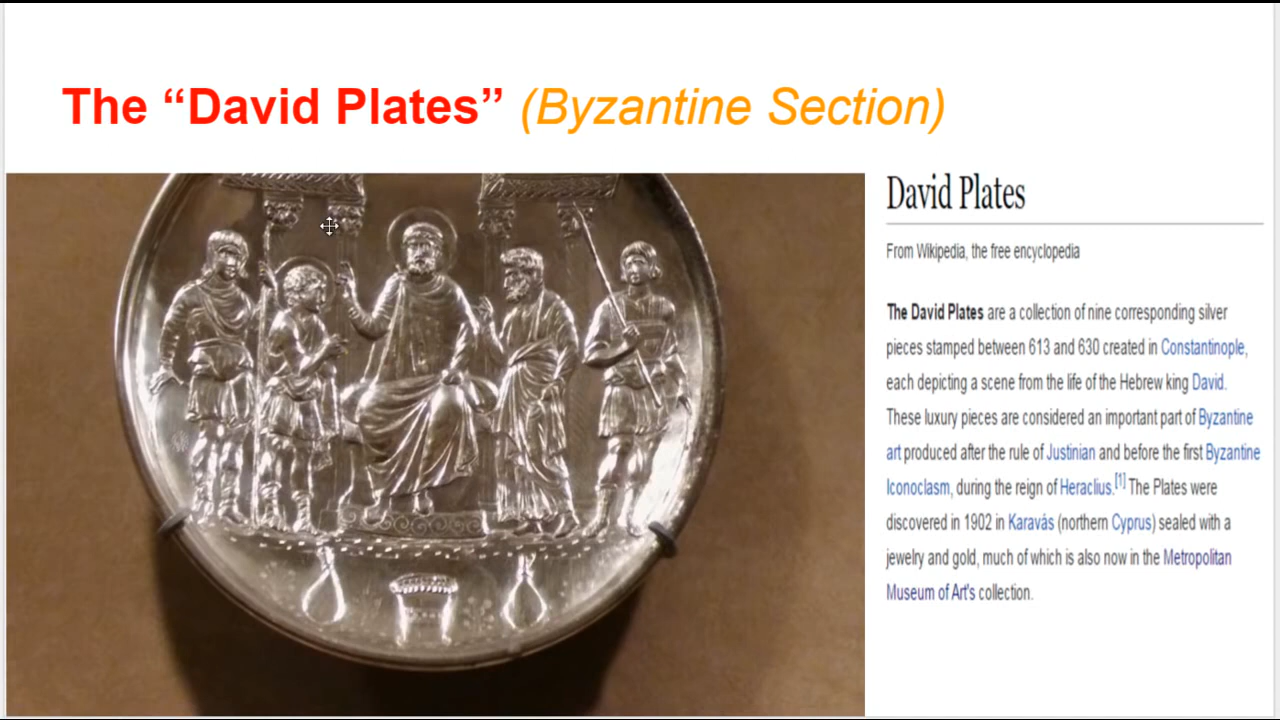 The “David Plates” (Byzantine Section)
David Plates
From Wikipedia, the free encyclopedia
The David Plates are a collection of nine corresponding silver
pieces stamped between 613 and 630 created in Constantinople,
each depicting a scene from the life of the Hebrew king David.
These luxury pieces are considered an important part of Byzantine
art produced after the rule of Justinian and before the first Byzantine
Iconoclasm, during the reign of Heraclius.[1] The Plates were
discovered in 1902 in Karavás (northern Cyprus) sealed with a
jewelry and gold, much of which is also now in the Metropolitan
Museum of Art's collection.